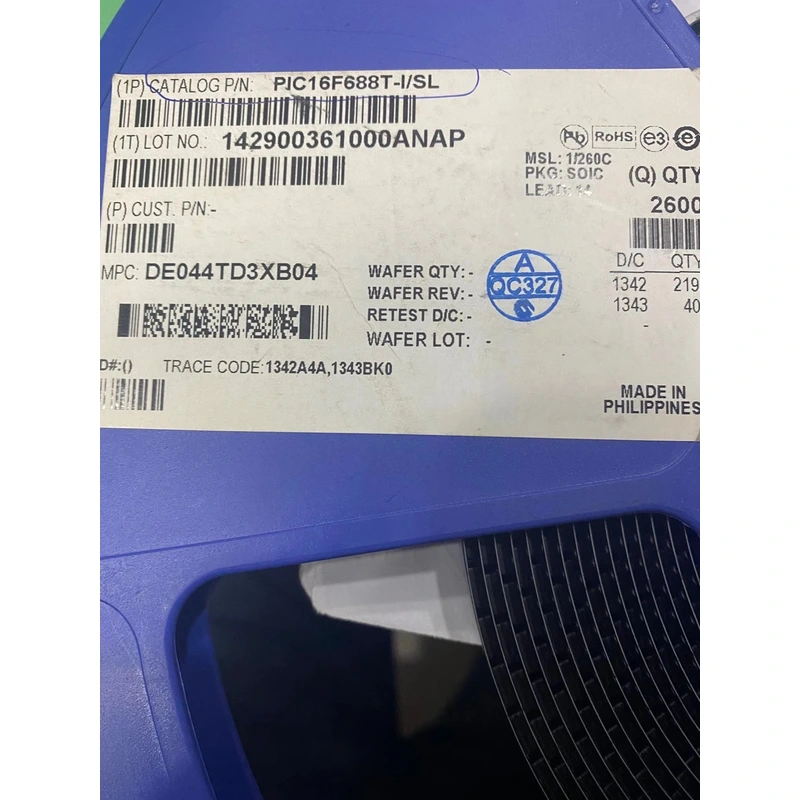 (1P) CATALOG P/N: PIC16F688T-I/SL
(1T) LOT NO.: 142900361000ANAP
Pb RoHS e3 e
MSL: 1/260C
PKG: SOIC
LEAD: 14
(Q) QTY
2600
(P) CUST. P/N:-
MPC: DE044TD3XB04
WAFER QTY: -
WAFER REV: -
RETEST D/C: -
WAFER LOT: -
A
QC327
D/C QTY
1342 219
1343 40
-
D#:() TRACE CODE:1342A4A,1343BK0
MADE IN
PHILIPPINES